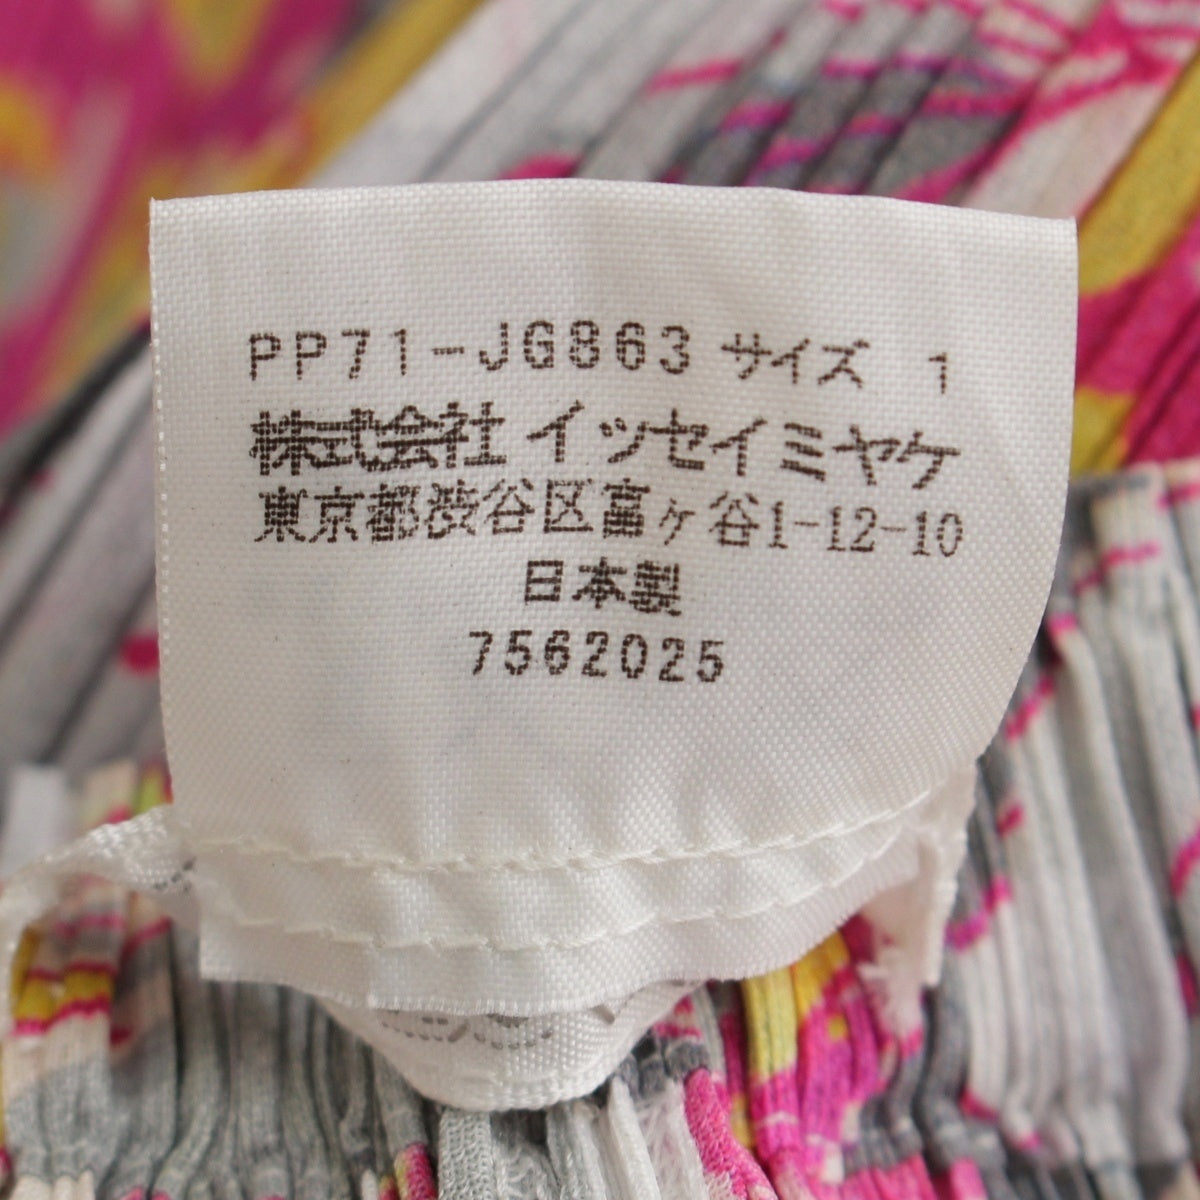 PP71-JG863 サイズ 1
株式会社 イッセイミヤケ
東京都渋谷区富ヶ谷1-12-10
日本製
7562025